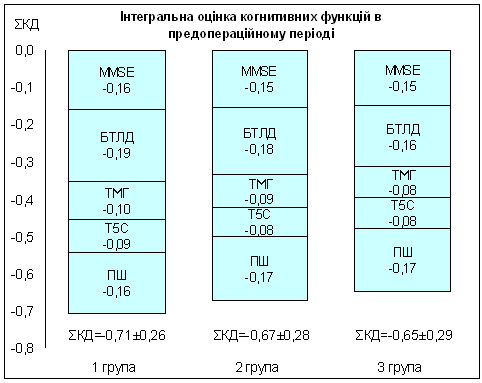 Інтегральна оцінка когнитивних функцій в
предопераційному періоді
ΣКД
0,0
-0,1
-0,2
-0,3
-0,4
-0,5
-0,6
-0,7
-0,8
MMSE
-0,16
БТЛД
-0,19
ТМГ
-0,10
Т5С
-0,09
ПШ
-0,16
ΣКД=-0,71±0,26
1 група
MMSE
-0,15
БТЛД
-0,18
ТМГ
-0,09
Т5С
-0,08
ПШ
-0,17
ΣКД=-0,67±0,28
2 група
MMSE
-0,15
БТЛД
-0,16
ТМГ
-0,08
Т5С
-0,08
ПШ
-0,17
ΣКД=-0,65±0,29
3 група